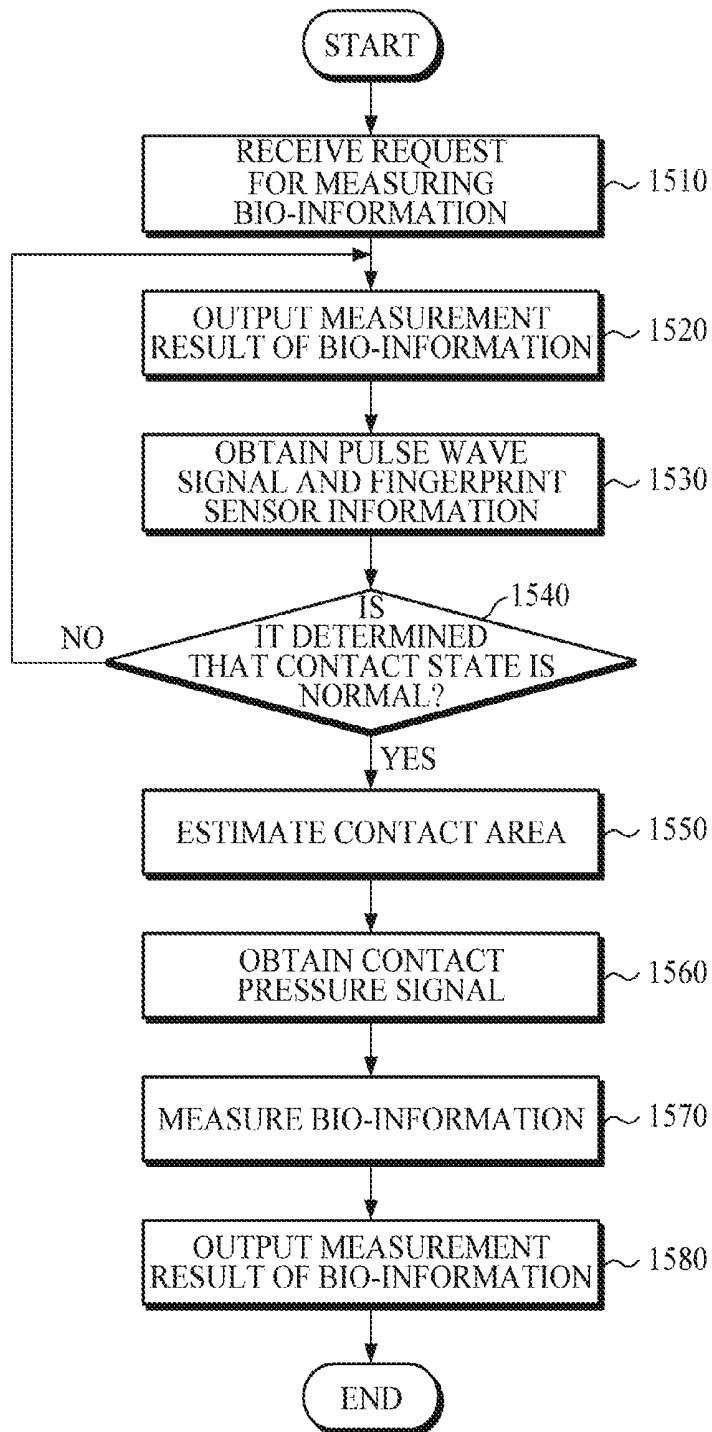 START
RECEIVE REQUEST
FOR MEASURING
BIO-INFORMATION
1510
OUTPUT MEASUREMENT
RESULT OF BIO-INFORMATION
1520
OBTAIN PULSE WAVE
SIGNAL AND FINGERPRINT
SENSOR INFORMATION
1530
1540
IS
IT DETERMINED
THAT CONTACT STATE IS
NORMAL?
NO
YES
ESTIMATE CONTACT AREA
1550
OBTAIN CONTACT
PRESSURE SIGNAL
1560
MEASURE BIO-INFORMATION
1570
OUTPUT MEASUREMENT
RESULT OF BIO-INFORMATION
1580
END